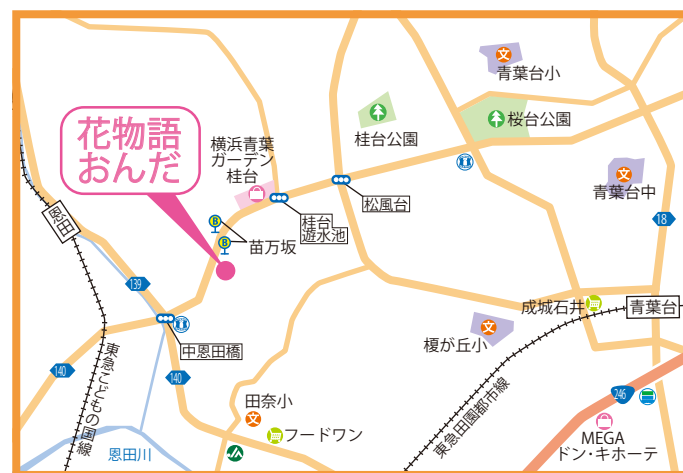 文
青葉台小
花物語
おんだ
横浜青葉
ガーデン
桂台
桂台公園
桜台公園
松風台
文
青葉台中
恩田
桂台
遊水池
18
B
B
苗万坂
139
成城石井
青葉台
中恩田橋
文
榎が丘小
140
140
東急こどもの国線
東急田園都市線
246
田奈小
文
フードワン
MEGA
ドン・キホーテ
恩田川